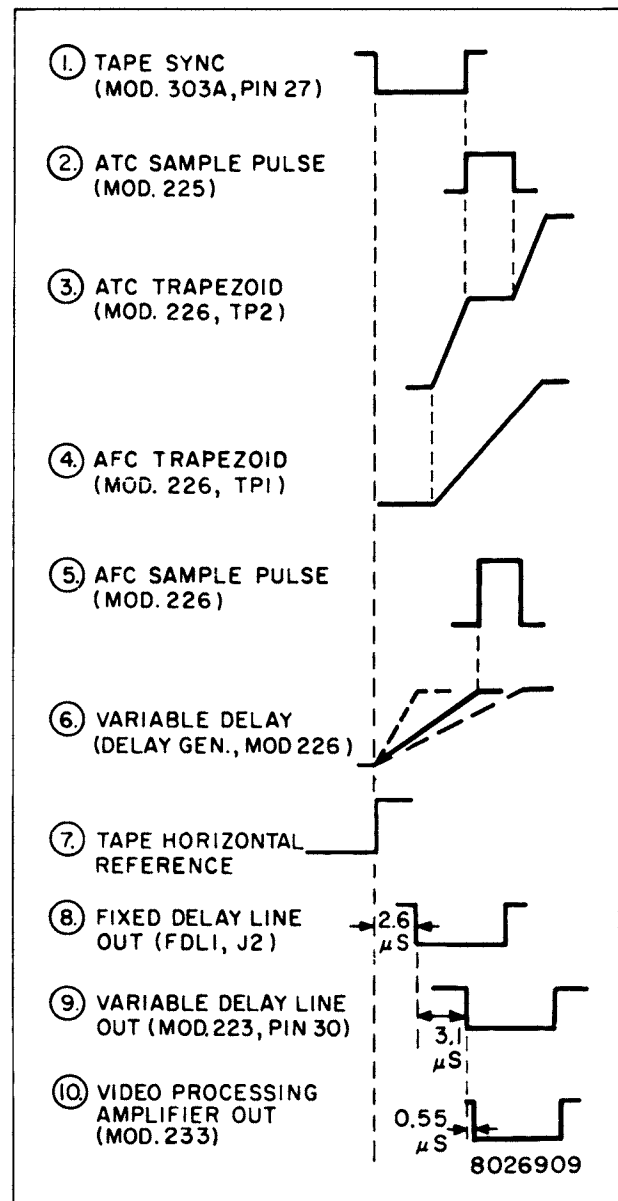 1. TAPE SYNC
(MOD. 303A, PIN 27)
2. ATC SAMPLE PULSE
(MOD. 225)
3. ATC TRAPEZOID
(MOD. 226, TP2)
4. AFC TRAPEZOID
(MOD. 226, TP1)
5. AFC SAMPLE PULSE
(MOD. 226)
6. VARIABLE DELAY
(DELAY GEN., MOD 226)
7. TAPE HORIZONTAL
REFERENCE
8. FIXED DELAY LINE
OUT (FDL1, J2)
2.6
μS
9. VARIABLE DELAY LINE
OUT (MOD. 223, PIN 30)
3.1
μS
10. VIDEO PROCESSING
AMPLIFIER OUT
(MOD. 233)
0.55
μS
8026909